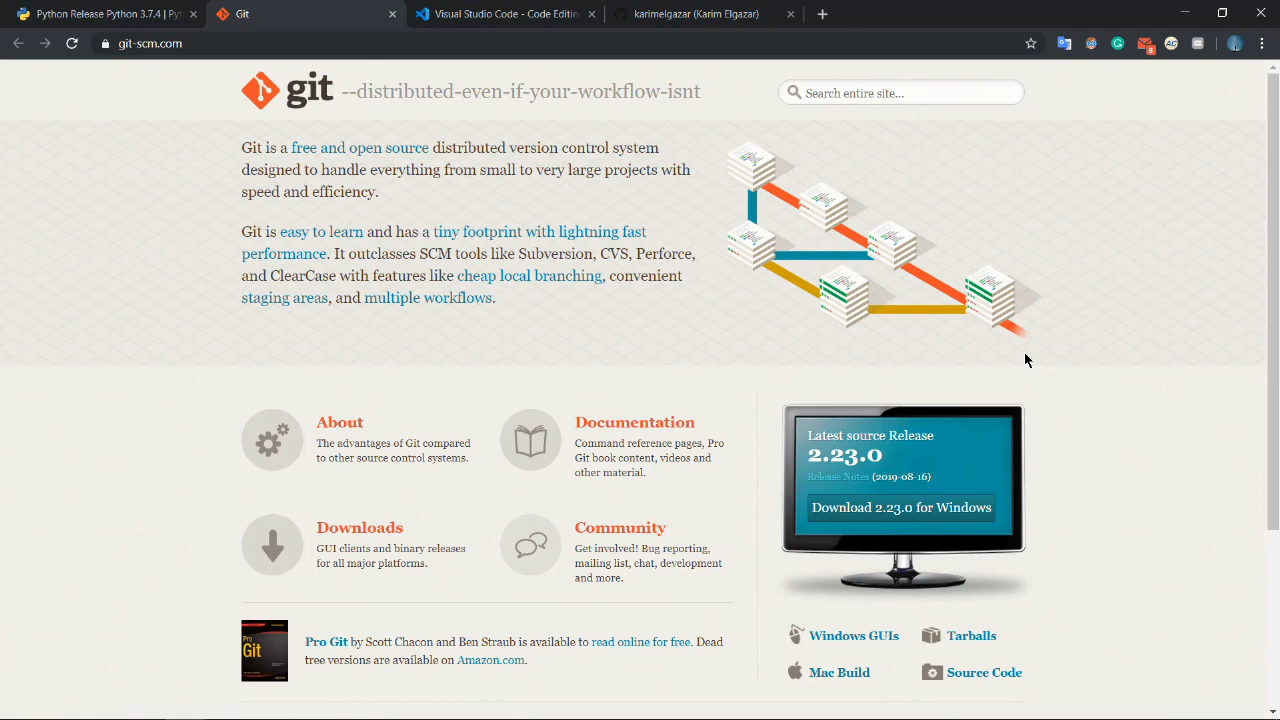 Python Release Python 3.7.4 | Pyt
Git
Visual Studio Code - Code Editin
karimelgazar (Karim Elgazar)
git-scm.com
8
git --distributed-even-if-your-workflow-isnt
Search entire site...
Git is a free and open source distributed version control system
designed to handle everything from small to very large projects with
speed and efficiency.
Git is easy to learn and has a tiny footprint with lightning fast
performance. It outclasses SCM tools like Subversion, CVS, Perforce,
and ClearCase with features like cheap local branching, convenient
staging areas, and multiple workflows.
About
The advantages of Git compared
to other source control systems.
Documentation
Command reference pages, Pro
Git book content, videos and
other material.
Downloads
GUI clients and binary releases
for all major platforms.
Community
Get involved! Bug reporting,
mailing list, chat, development
and more.
Latest source Release
2.23.0
Release Notes (2019-08-16)
Download 2.23.0 for Windows
Windows GUIs
Tarballs
Mac Build
Source Code
Pro
Git
Pro Git by Scott Chacon and Ben Straub is available to read online for free. Dead
tree versions are available on Amazon.com.